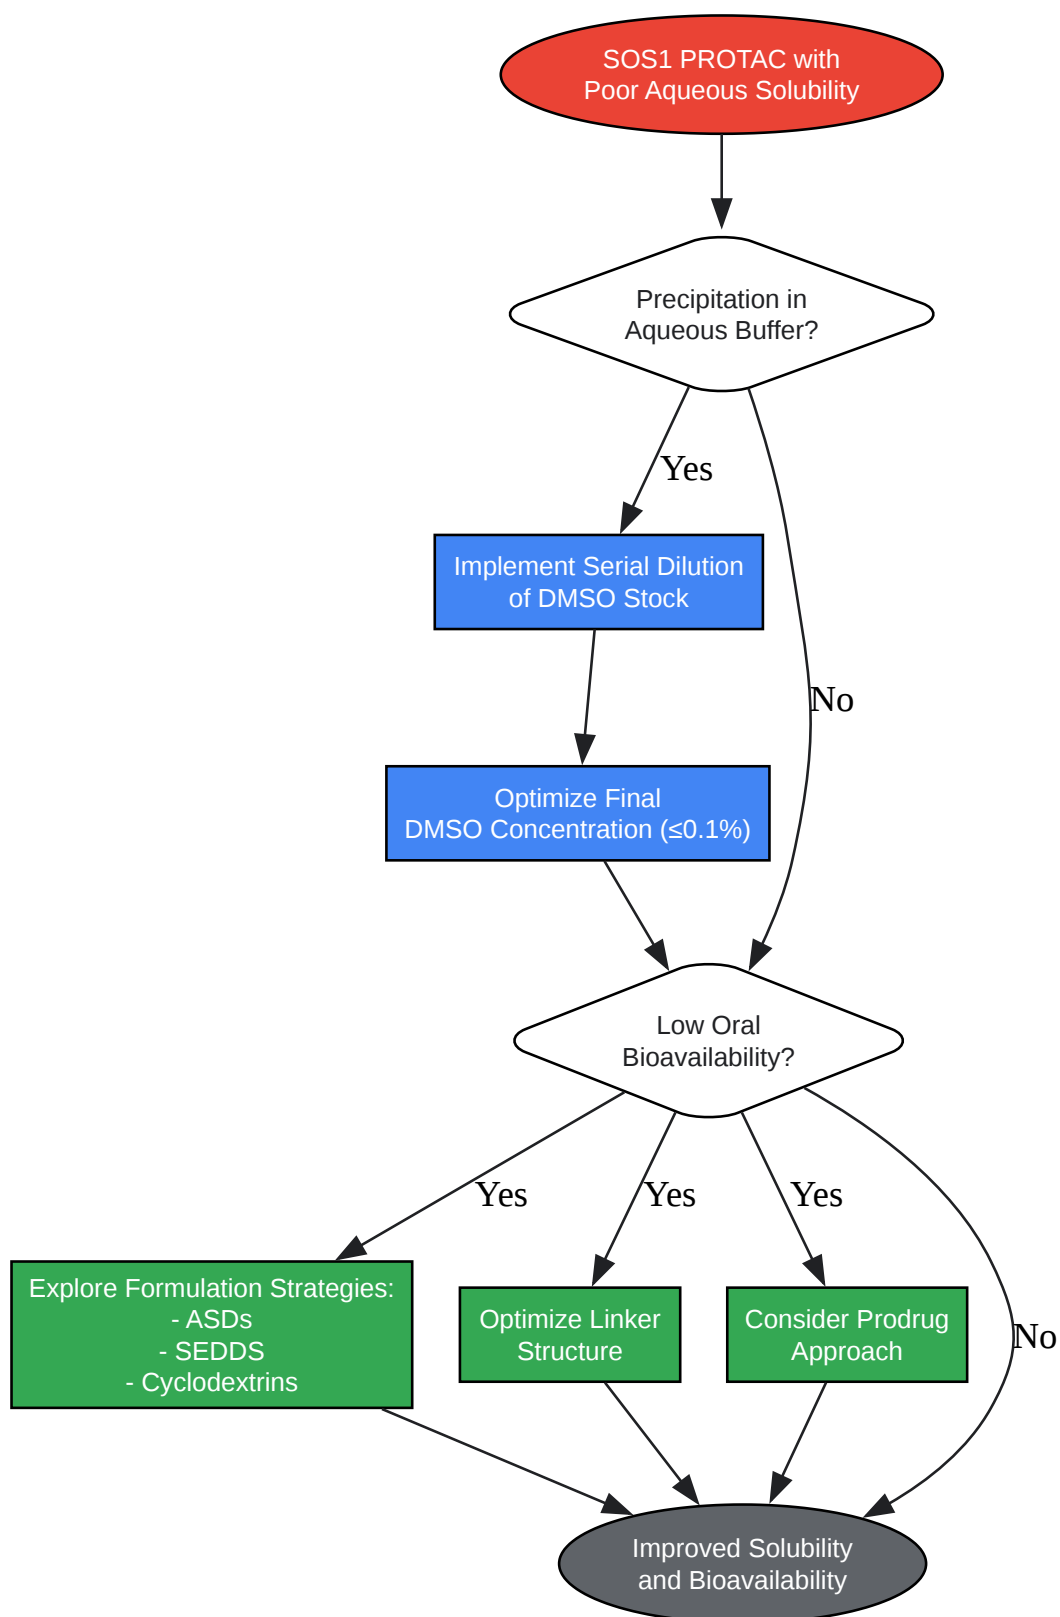 SOS1 PROTAC with
Poor Aqueous Solubility
Precipitation in
Aqueous Buffer?
Yes
Implement Serial Dilution
of DMSO Stock
No
Optimize Final
DMSO Concentration (≤0.1%)
Low Oral
Bioavailability?
Yes
Yes
Yes
Explore Formulation Strategies:
- ASDs
- SEDDS
- Cyclodextrins
Optimize Linker
Structure
Consider Prodrug
Approach
No
Improved Solubility
and Bioavailability